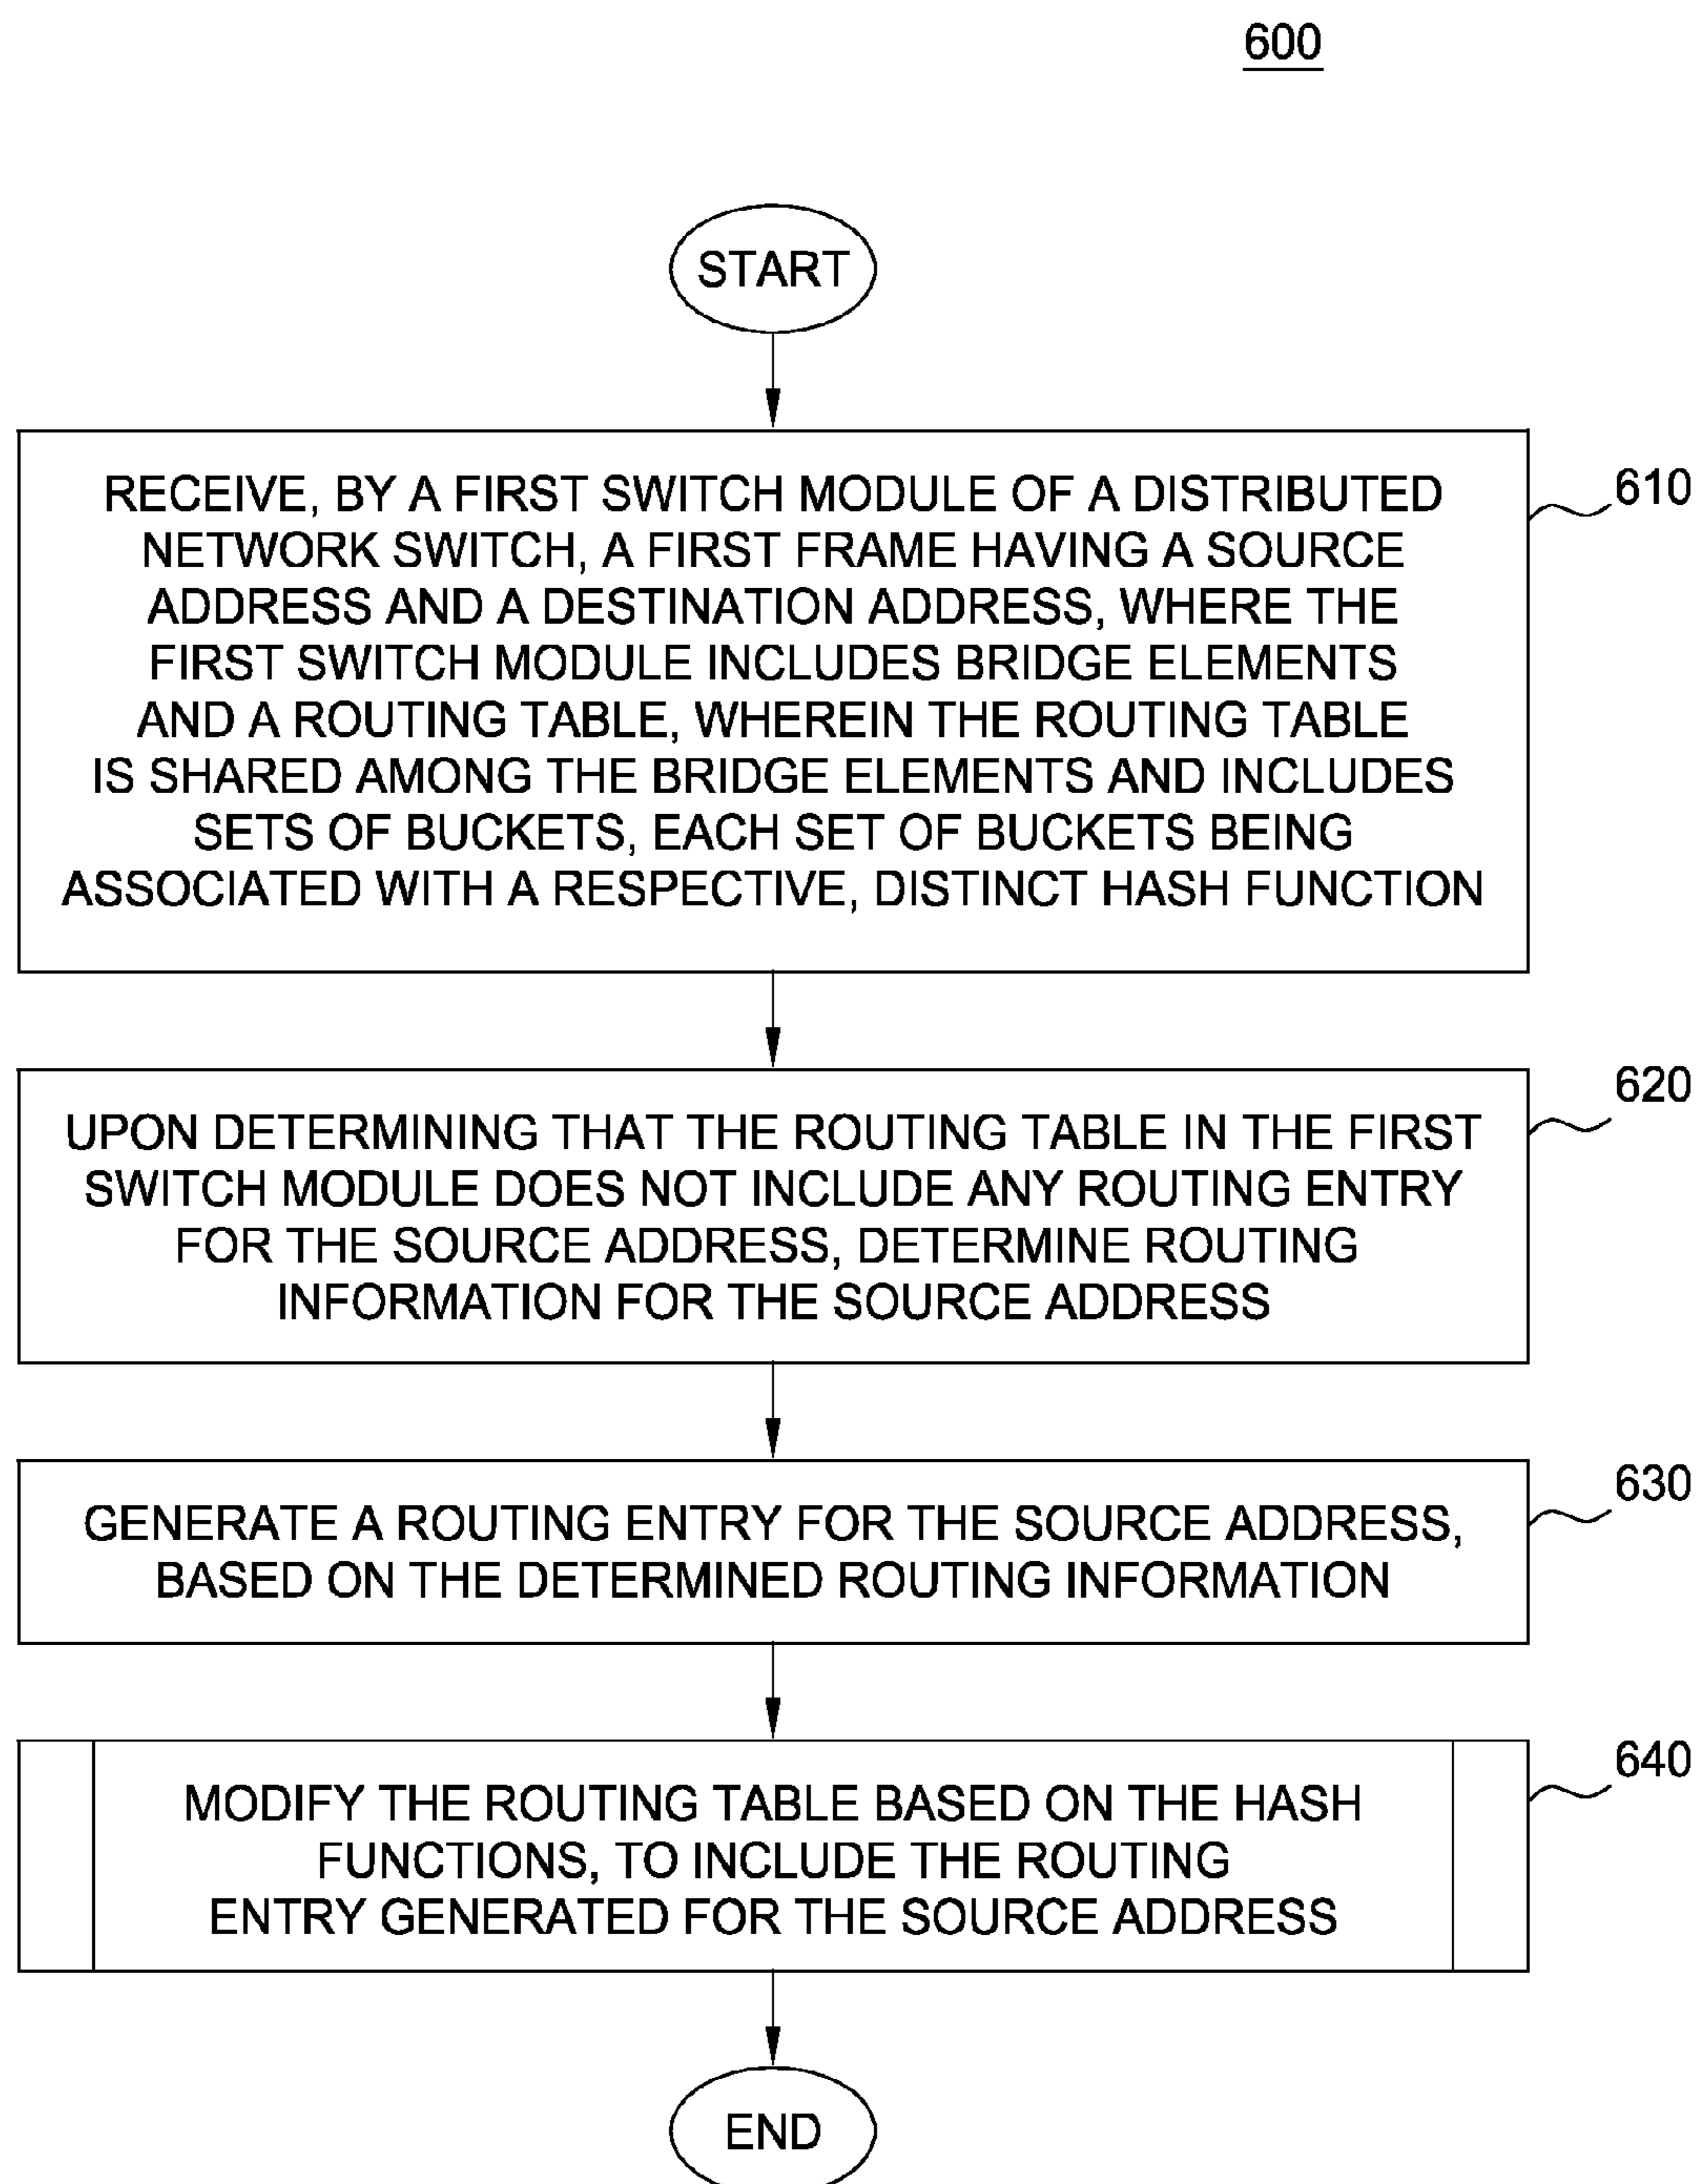 600
START
RECEIVE, BY A FIRST SWITCH MODULE OF A DISTRIBUTED
NETWORK SWITCH, A FIRST FRAME HAVING A SOURCE
ADDRESS AND A DESTINATION ADDRESS, WHERE THE
FIRST SWITCH MODULE INCLUDES BRIDGE ELEMENTS
AND A ROUTING TABLE, WHEREIN THE ROUTING TABLE
IS SHARED AMONG THE BRIDGE ELEMENTS AND INCLUDES
SETS OF BUCKETS, EACH SET OF BUCKETS BEING
ASSOCIATED WITH A RESPECTIVE, DISTINCT HASH FUNCTION
610
UPON DETERMINING THAT THE ROUTING TABLE IN THE FIRST
SWITCH MODULE DOES NOT INCLUDE ANY ROUTING ENTRY
FOR THE SOURCE ADDRESS, DETERMINE ROUTING
INFORMATION FOR THE SOURCE ADDRESS
620
GENERATE A ROUTING ENTRY FOR THE SOURCE ADDRESS,
BASED ON THE DETERMINED ROUTING INFORMATION
630
MODIFY THE ROUTING TABLE BASED ON THE HASH
FUNCTIONS, TO INCLUDE THE ROUTING
ENTRY GENERATED FOR THE SOURCE ADDRESS
640
END